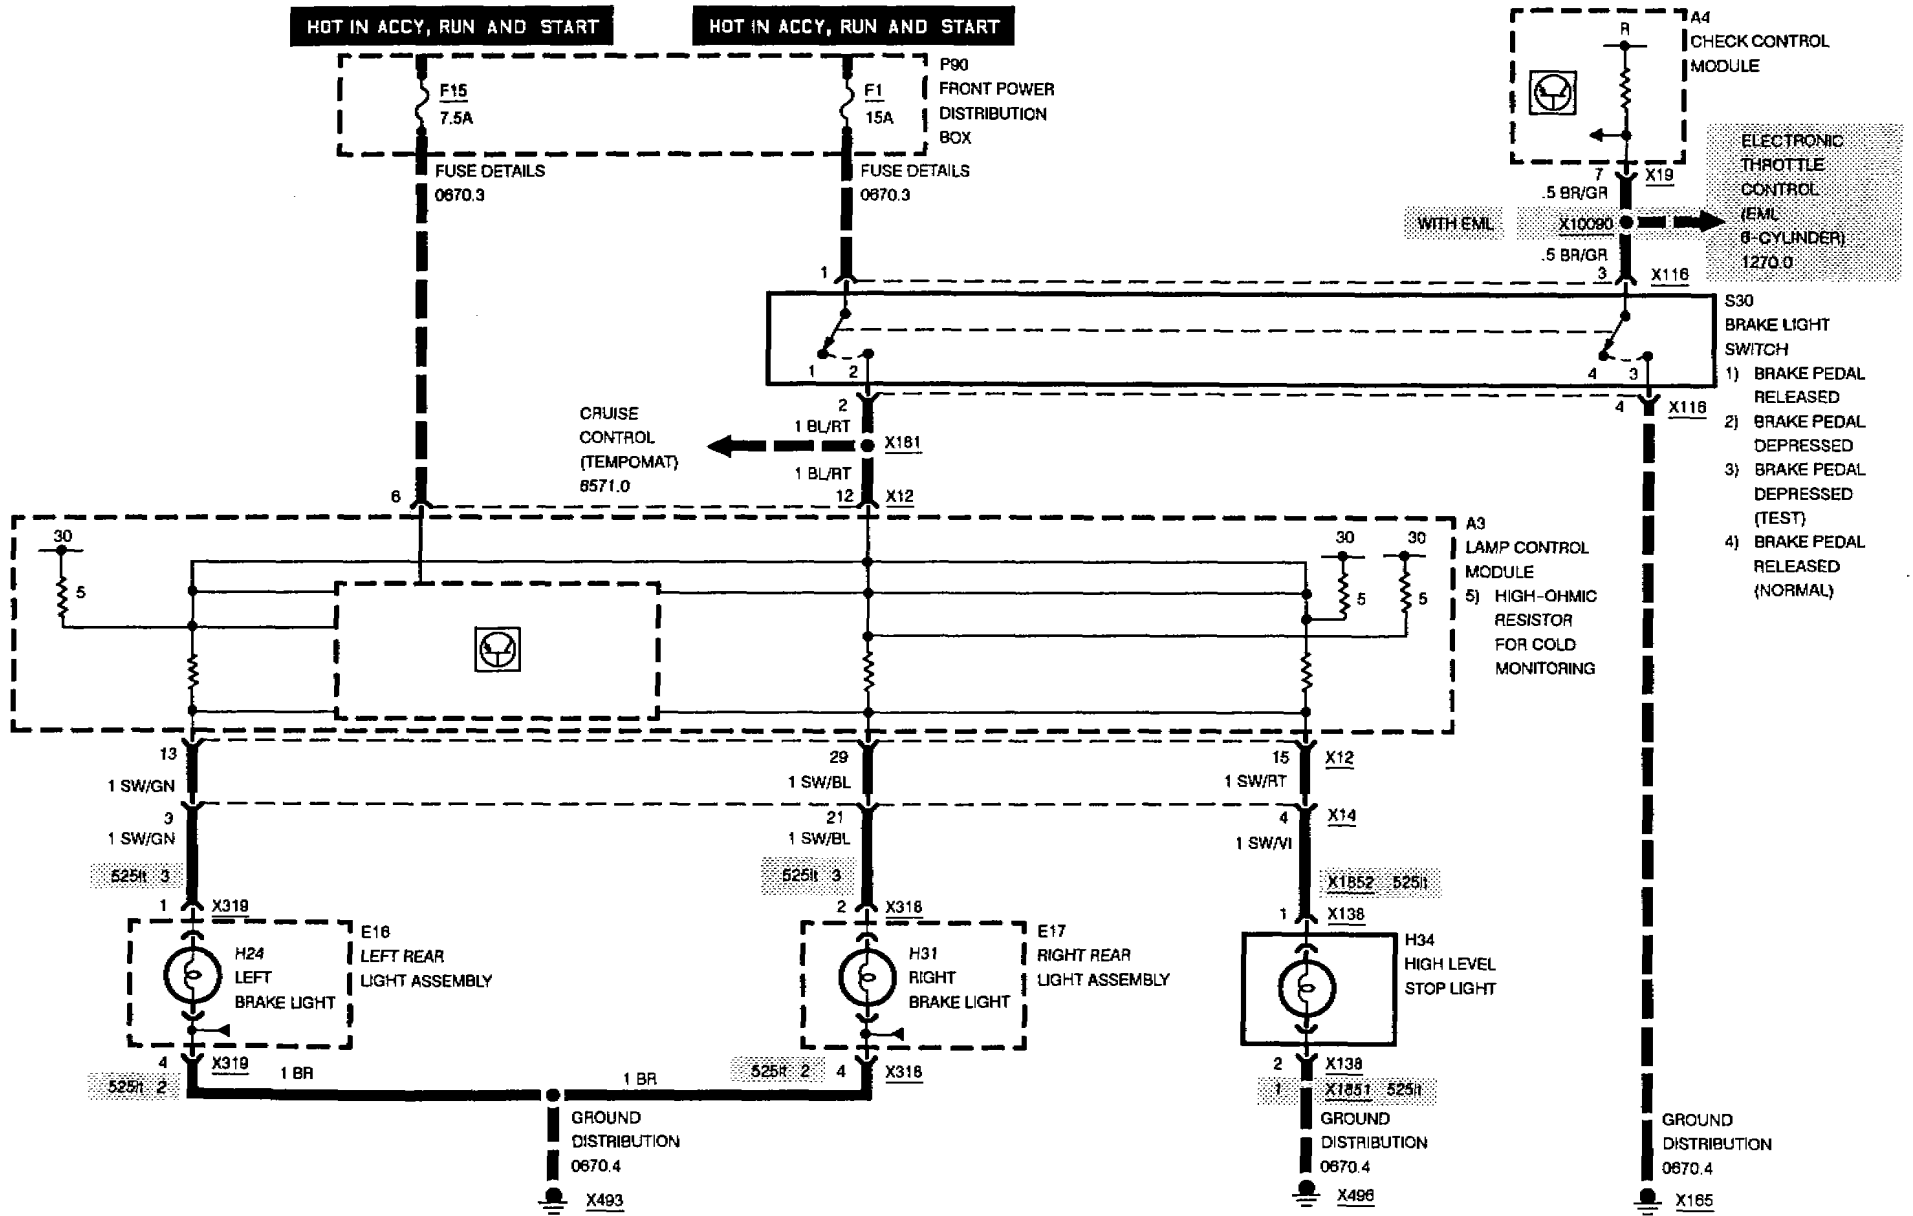 HOT IN ACCY, RUN AND START
HOT IN ACCY, RUN AND START
F15
7.5A
F1
15A
P90
FRONT POWER
DISTRIBUTION
BOX
FUSE DETAILS
0670.3
FUSE DETAILS
0670.3
R
A4
CHECK CONTROL
MODULE
7
X19
.5 BR/GR
WITH EML
X10090
.5 BR/GR
ELECTRONIC
THROTTLE
CONTROL
(EML
6-CYLINDER)
1270.0
1
3
X116
1
2
4
3
S30
BRAKE LIGHT
SWITCH
1) BRAKE PEDAL
RELEASED
2) BRAKE PEDAL
DEPRESSED
3) BRAKE PEDAL
DEPRESSED
(TEST)
4) BRAKE PEDAL
RELEASED
(NORMAL)
2
4
X116
1 BL/RT
CRUISE
CONTROL
(TEMPOMAT)
6571.0
X181
1 BL/RT
6
12
X12
30
5
30
30
5
5
A3
LAMP CONTROL
MODULE
5) HIGH-OHMIC
RESISTOR
FOR COLD
MONITORING
13
29
15
X12
1 SW/GN
1 SW/BL
1 SW/RT
3
21
4
X14
1 SW/GN
1 SW/BL
1 SW/VI
525it 3
525it 3
X1852 525it
1
X319
2
X318
1
X138
H24
LEFT
BRAKE LIGHT
E16
LEFT REAR
LIGHT ASSEMBLY
H31
RIGHT
BRAKE LIGHT
E17
RIGHT REAR
LIGHT ASSEMBLY
H34
HIGH LEVEL
STOP LIGHT
4
X319
525it 2
1 BR
1 BR
525it 2
4
X318
2
X138
1
X1851 525it
GROUND
DISTRIBUTION
0670.4
X493
GROUND
DISTRIBUTION
0670.4
X496
GROUND
DISTRIBUTION
0670.4
X165